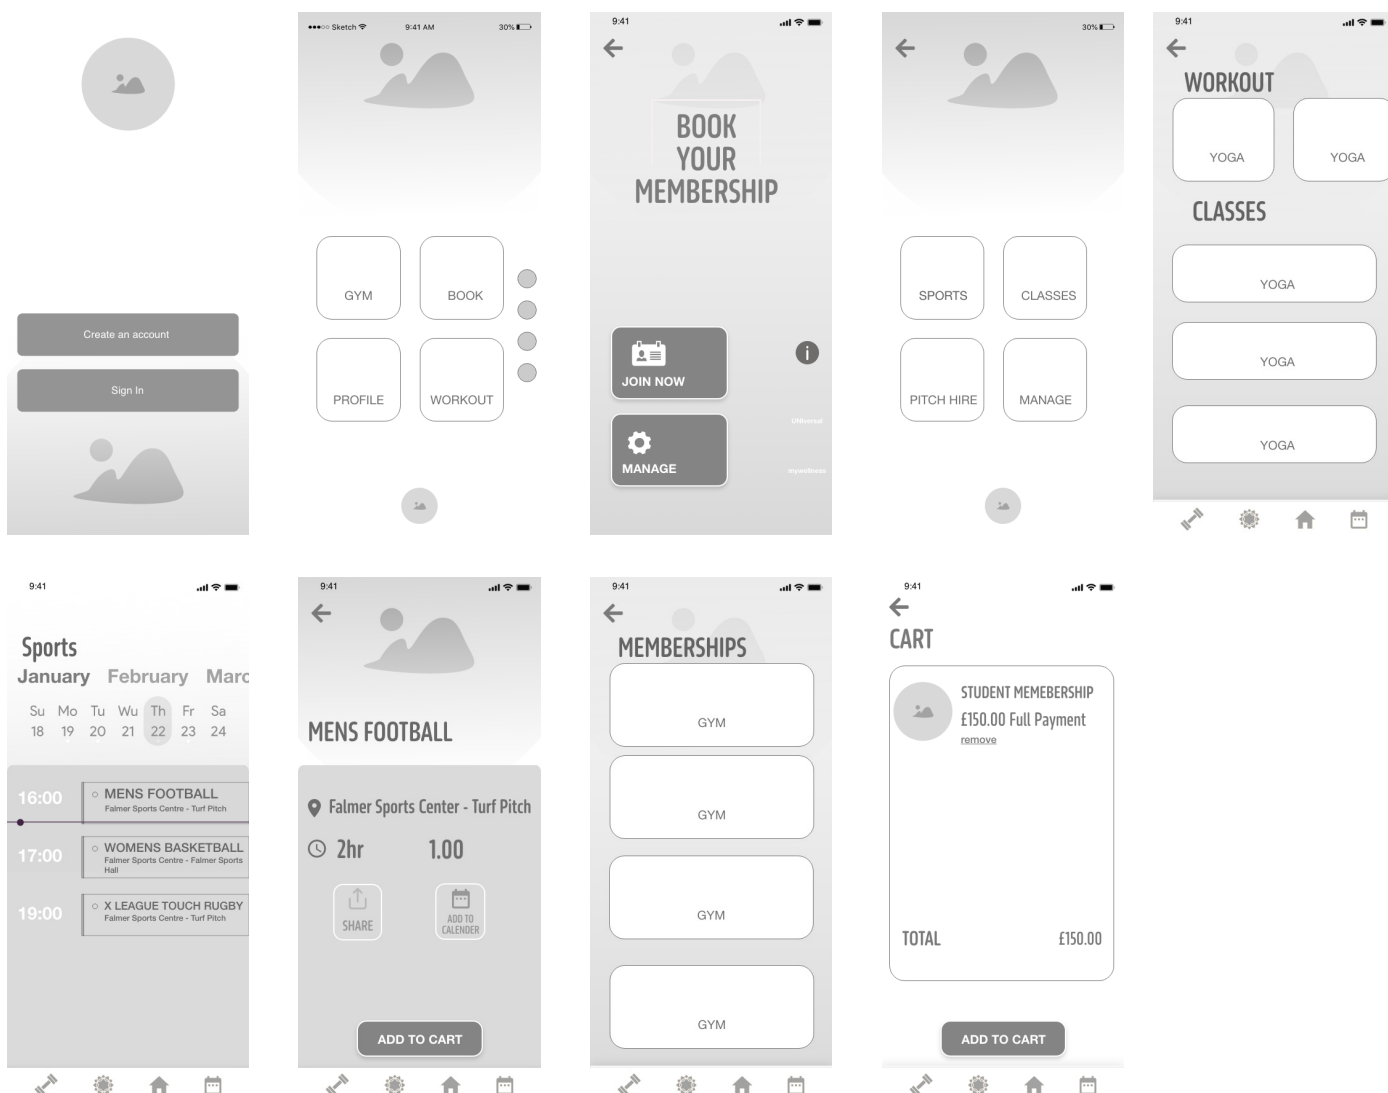 Create an account
Sign In
Sketch 9:41 AM 30%
GYM BOOK
PROFILE WORKOUT
9:41
BOOK
YOUR
MEMBERSHIP
JOIN NOW
UNIversal
MANAGE
mywellness
30%
SPORTS CLASSES
PITCH HIRE MANAGE
9:41
WORKOUT
YOGA YOGA
CLASSES
YOGA
YOGA
YOGA
9:41
Sports
January February Marc
Su Mo Tu Wu Th Fr Sa
18 19 20 21 22 23 24
16:00 MENS FOOTBALL
Falmer Sports Centre - Turf Pitch
17:00 WOMENS BASKETBALL
Falmer Sports Centre - Falmer Sports
Hall
19:00 X LEAGUE TOUCH RUGBY
Falmer Sports Centre - Turf Pitch
9:41
MENS FOOTBALL
Falmer Sports Center - Turf Pitch
2hr 1.00
SHARE
ADD TO
CALENDER
ADD TO CART
9:41
MEMBERSHIPS
GYM
GYM
GYM
GYM
9:41
CART
STUDENT MEMEBERSHIP
£150.00 Full Payment
remove
TOTAL £150.00
ADD TO CART